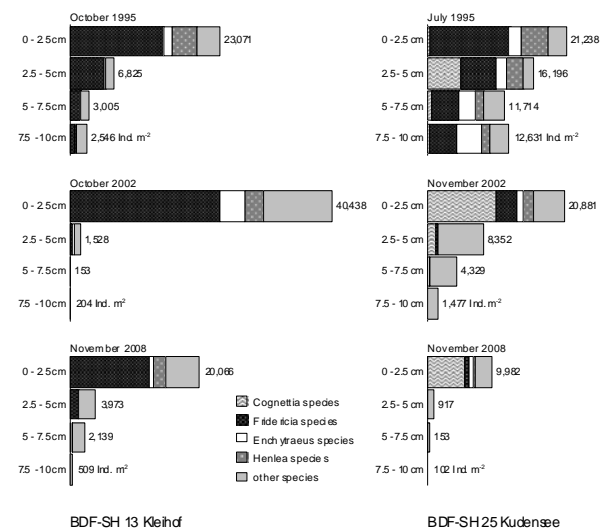 October 1995
0 - 2.5cm 23,071
2.5 - 5cm 6,825
5 - 7.5cm 3,005
7.5 - 10cm 2,546 Ind. m-2
October 2002
0 - 2.5cm 40,438
2.5 - 5cm 1,528
5 - 7.5cm 153
7.5 - 10cm 204 Ind. m-2
November 2008
0 - 2.5cm 20,066
2.5 - 5cm 3,973
5 - 7.5cm 2,139
7.5 - 10cm 509 Ind. m-2
BDF-SH 13 Kleihof
Cognettia species
Fridericia species
Enchytraeus species
Henlea species
other species
July 1995
0 - 2.5cm 21,238
2.5 - 5 cm 16,196
5 - 7.5 cm 11,714
7.5 - 10 cm 12,631 Ind. m-2
November 2002
0 - 2.5cm 20,881
2.5 - 5 cm 8,352
5 - 7.5 cm 4,329
7.5 - 10 cm 1,477 Ind. m-2
November 2008
0 - 2.5cm 9,982
2.5 - 5 cm 917
5 - 7.5 cm 153
7.5 - 10 cm 102 Ind. m-2
BDF-SH 25 Kudensee